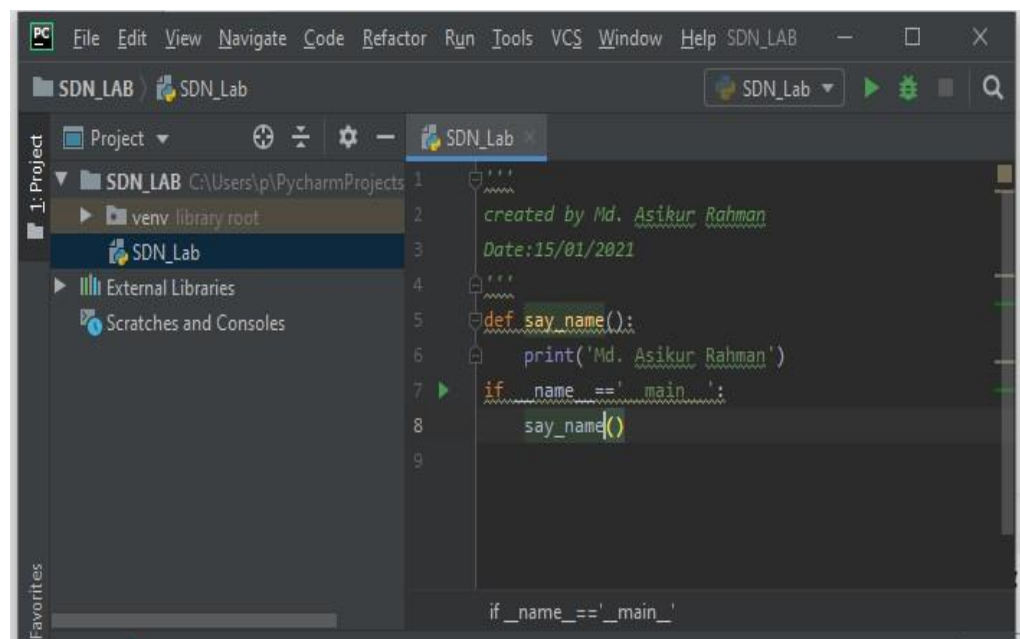 PC File Edit View Navigate Code Refactor Run Tools VCS Window Help SDN_LAB
SDN_LAB SDN_Lab SDN_Lab
1: Project
Project
SDN_LAB C:\Users\p\PycharmProjects
venv library root
SDN_Lab
External Libraries
Scratches and Consoles
Favorites
SDN_Lab
1 '''
2 created by Md. Asikur Rahman
3 Date:15/01/2021
4 '''
5 def say_name():
6 print('Md. Asikur Rahman')
7 if __name__=='__main__':
8 say_name()
9
if __name__=='__main__'